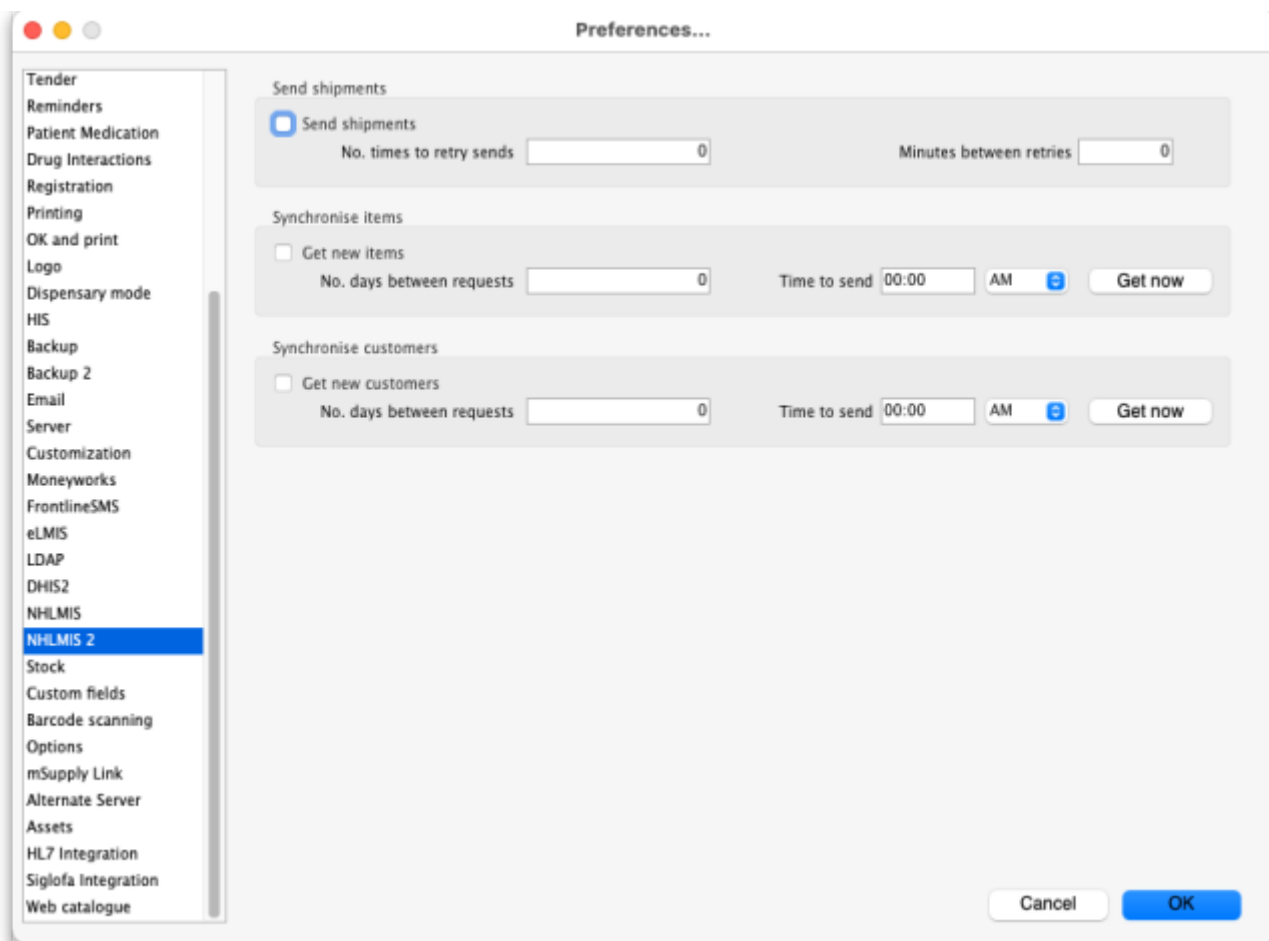 Preferences...
Tender
Reminders
Patient Medication
Drug Interactions
Registration
Printing
OK and print
Logo
Dispensary mode
HIS
Backup
Backup 2
Email
Server
Customization
Moneyworks
FrontlineSMS
eLMIS
LDAP
DHIS2
NHLMIS
NHLMIS 2
Stock
Custom fields
Barcode scanning
Options
mSupply Link
Alternate Server
Assets
HL7 Integration
Siglofa Integration
Web catalogue
Send shipments
Send shipments
No. times to retry sends 0 Minutes between retries 0
Synchronise items
Get new items
No. days between requests 0 Time to send 00:00 AM Get now
Synchronise customers
Get new customers
No. days between requests 0 Time to send 00:00 AM Get now
Cancel OK